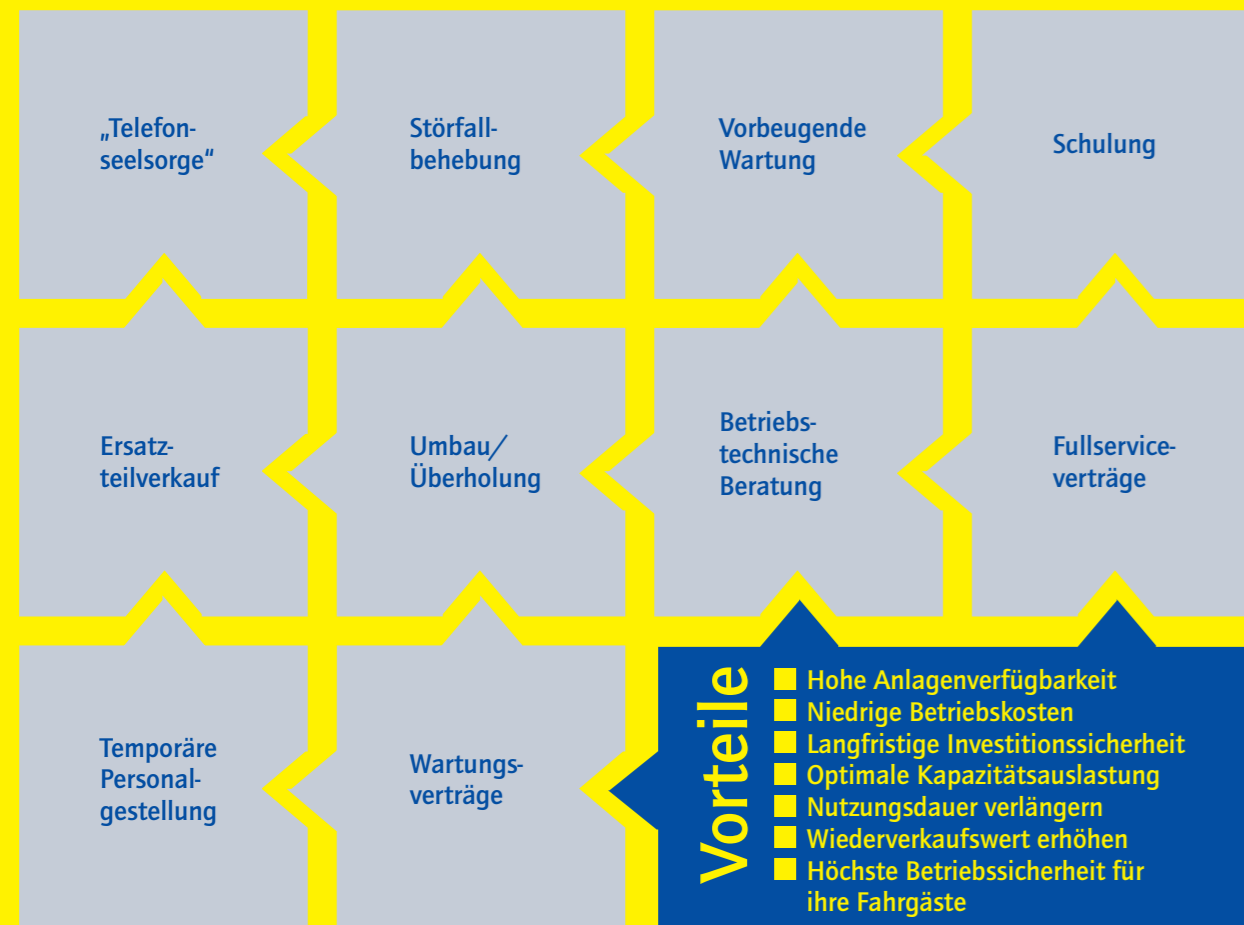 „Telefon-
seelsorge“
Störfall-
behebung
Vorbeugende
Wartung
Schulung
Ersatz-
teilverkauf
Umbau/
Überholung
Betriebs-
technische
Beratung
Fullservice-
verträge
Temporäre
Personal-
gestellung
Wartungs-
verträge
Vorteile
Hohe Anlagenverfügbarkeit
Niedrige Betriebskosten
Langfristige Investitionssicherheit
Optimale Kapazitätsauslastung
Nutzungsdauer verlängern
Wiederverkaufswert erhöhen
Höchste Betriebssicherheit für
ihre Fahrgäste